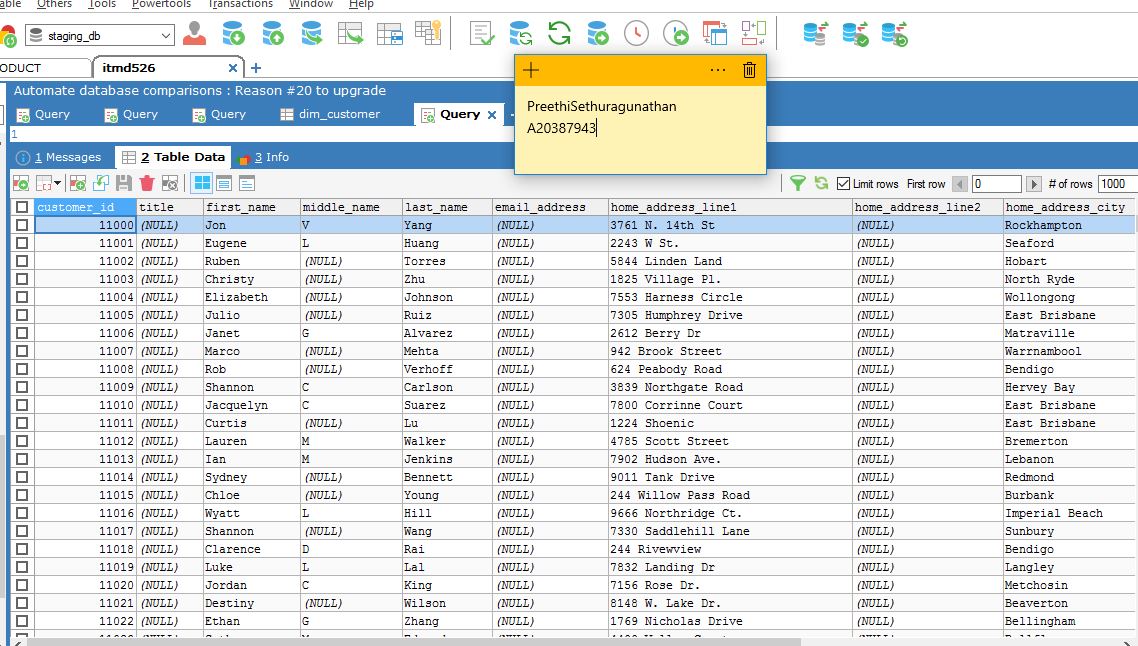 Others Tools Powertools Transactions Window Help
staging_db
ODUCT itmd526
Automate database comparisons : Reason #20 to upgrade
Query Query Query dim_customer Query
1
1 Messages 2 Table Data 3 Info
Limit rows First row 0 # of rows 1000
PreethiSethuragunathan
A20387943
customer_id title first_name middle_name last_name email_address home_address_line1 home_address_line2 home_address_city
11000 (NULL) Jon V Yang (NULL) 3761 N. 14th St (NULL) Rockhampton
11001 (NULL) Eugene L Huang (NULL) 2243 W St. (NULL) Seaford
11002 (NULL) Ruben (NULL) Torres (NULL) 5844 Linden Land (NULL) Hobart
11003 (NULL) Christy (NULL) Zhu (NULL) 1825 Village Pl. (NULL) North Ryde
11004 (NULL) Elizabeth (NULL) Johnson (NULL) 7553 Harness Circle (NULL) Wollongong
11005 (NULL) Julio (NULL) Ruiz (NULL) 7305 Humphrey Drive (NULL) East Brisbane
11006 (NULL) Janet G Alvarez (NULL) 2612 Berry Dr (NULL) Matraville
11007 (NULL) Marco (NULL) Mehta (NULL) 942 Brook Street (NULL) Warrnambool
11008 (NULL) Rob (NULL) Verhoff (NULL) 624 Peabody Road (NULL) Bendigo
11009 (NULL) Shannon C Carlson (NULL) 3839 Northgate Road (NULL) Hervey Bay
11010 (NULL) Jacquelyn C Suarez (NULL) 7800 Corrinne Court (NULL) East Brisbane
11011 (NULL) Curtis (NULL) Lu (NULL) 1224 Shoenic (NULL) East Brisbane
11012 (NULL) Lauren M Walker (NULL) 4785 Scott Street (NULL) Bremerton
11013 (NULL) Ian M Jenkins (NULL) 7902 Hudson Ave. (NULL) Lebanon
11014 (NULL) Sydney (NULL) Bennett (NULL) 9011 Tank Drive (NULL) Redmond
11015 (NULL) Chloe (NULL) Young (NULL) 244 Willow Pass Road (NULL) Burbank
11016 (NULL) Wyatt L Hill (NULL) 9666 Northridge Ct. (NULL) Imperial Beach
11017 (NULL) Shannon (NULL) Wang (NULL) 7330 Saddlehill Lane (NULL) Sunbury
11018 (NULL) Clarence D Rai (NULL) 244 Rivewview (NULL) Bendigo
11019 (NULL) Luke L Lal (NULL) 7832 Landing Dr (NULL) Langley
11020 (NULL) Jordan C King (NULL) 7156 Rose Dr. (NULL) Metchosin
11021 (NULL) Destiny (NULL) Wilson (NULL) 8148 W. Lake Dr. (NULL) Beaverton
11022 (NULL) Ethan G Zhang (NULL) 1769 Nicholas Drive (NULL) Bellingham